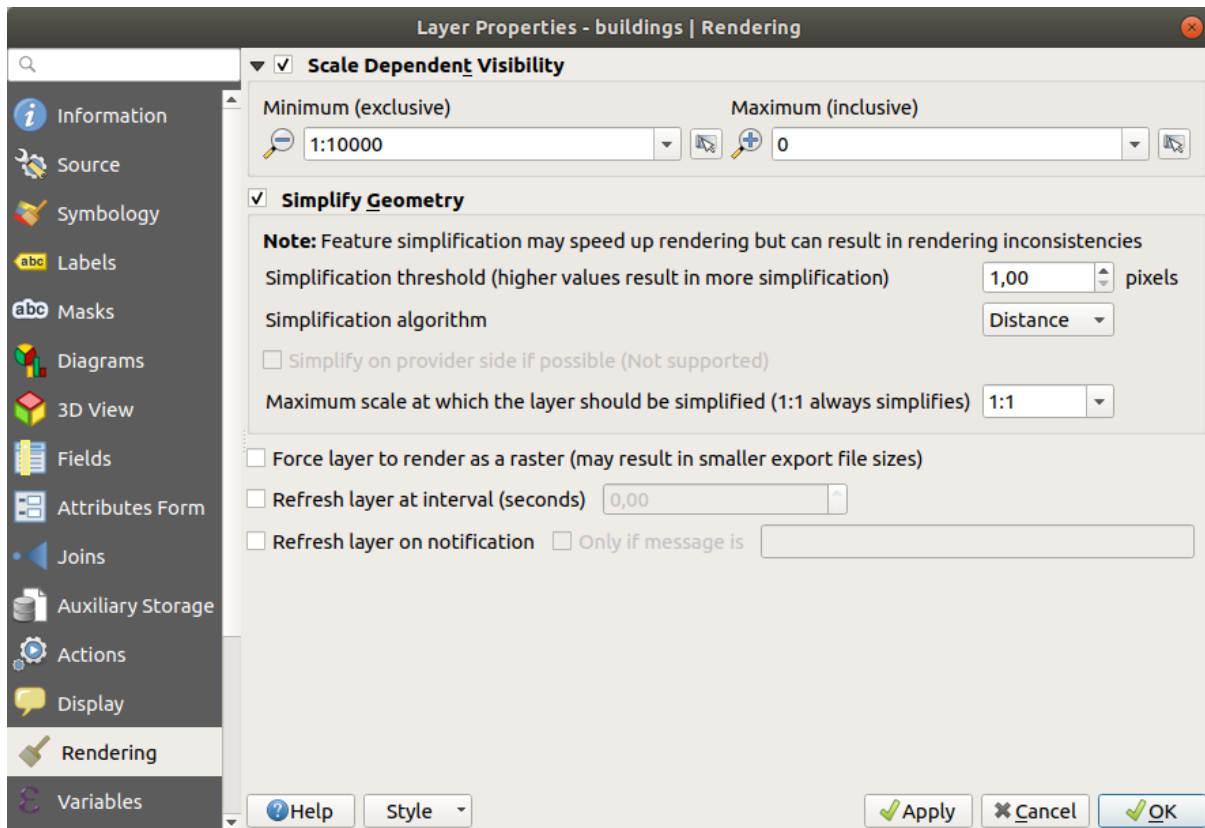 Layer Properties - buildings | Rendering
Information
Source
Symbology
abc Labels
abc Masks
Diagrams
3D View
Fields
Attributes Form
Joins
Auxiliary Storage
Actions
Display
Rendering
Variables
Scale Dependent Visibility
Minimum (exclusive) Maximum (inclusive)
1:10000 0
Simplify Geometry
Note: Feature simplification may speed up rendering but can result in rendering inconsistencies
Simplification threshold (higher values result in more simplification) 1,00 pixels
Simplification algorithm Distance
Simplify on provider side if possible (Not supported)
Maximum scale at which the layer should be simplified (1:1 always simplifies) 1:1
Force layer to render as a raster (may result in smaller export file sizes)
Refresh layer at interval (seconds) 0,00
Refresh layer on notification Only if message is
Help Style Apply Cancel OK